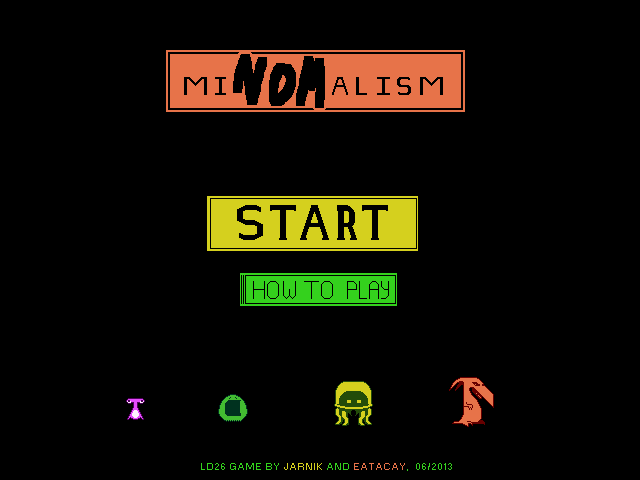 miNOMALISM
START
HOW TO PLAY
LD26 GAME BY JARNIK AND EATACAY, 06/2013